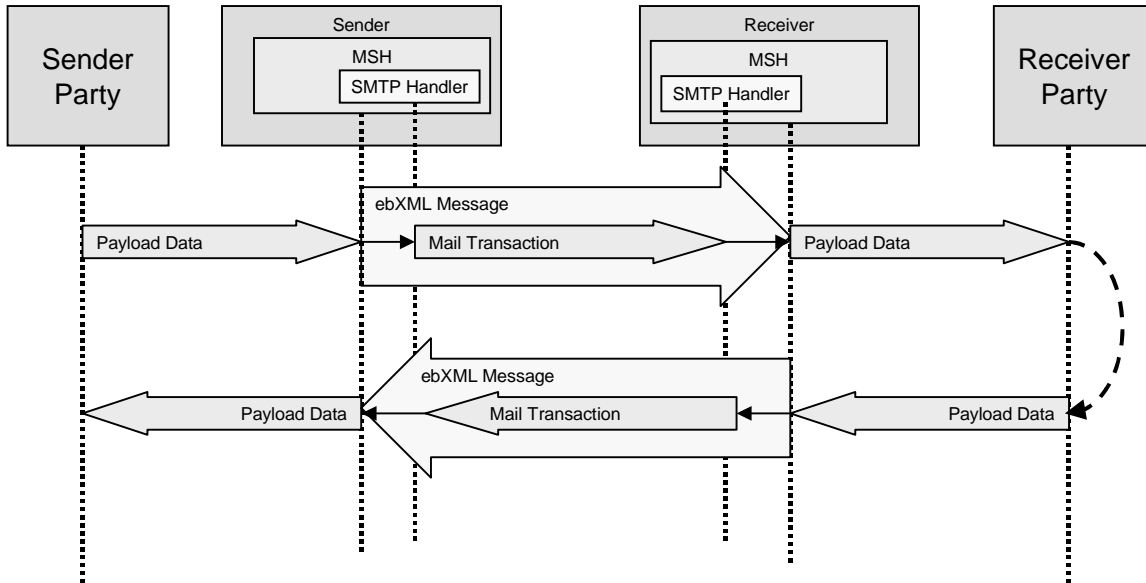 Sender
Party
Sender
MSH
SMTP Handler
Receiver
MSH
SMTP Handler
Receiver
Party
ebXML Message
Payload Data
Mail Transaction
Payload Data
ebXML Message
Payload Data
Mail Transaction
Payload Data